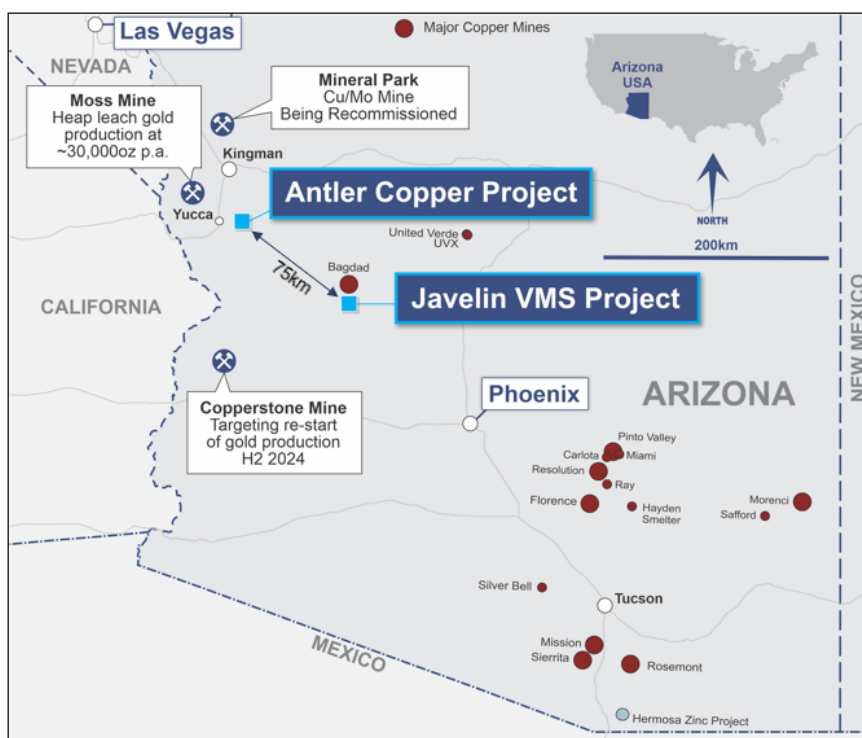 Las Vegas
Major Copper Mines
NEVADA
Arizona
USA
Mineral Park
Cu/Mo Mine
Being Recommissioned
Moss Mine
Heap leach gold
production at
~30,000oz p.a.
Kingman
Antler Copper Project
Yucca
NORTH
200km
United Verde
UVX
75km
Bagdad
Javelin VMS Project
CALIFORNIA
NEW MEXICO
Phoenix
ARIZONA
Copperstone Mine
Targeting re-start
of gold production
H2 2024
Pinto Valley
Carlota
Miami
Resolution
Ray
Florence
Hayden
Smelter
Morenci
Safford
Silver Bell
Tucson
MEXICO
Mission
Sierrita
Rosemont
Hermosa Zinc Project